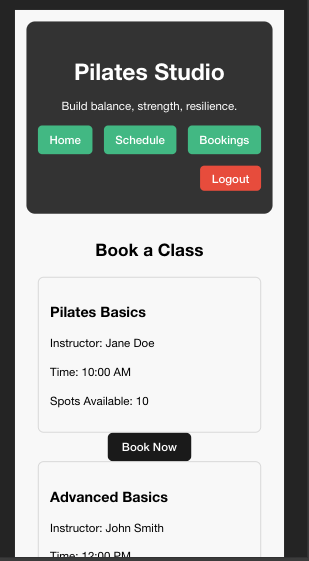 Pilates Studio
Build balance, strength, resilience.
Home Schedule Bookings
Logout
Book a Class
Pilates Basics
Instructor: Jane Doe
Time: 10:00 AM
Spots Available: 10
Book Now
Advanced Basics
Instructor: John Smith
Time: 12:00 PM